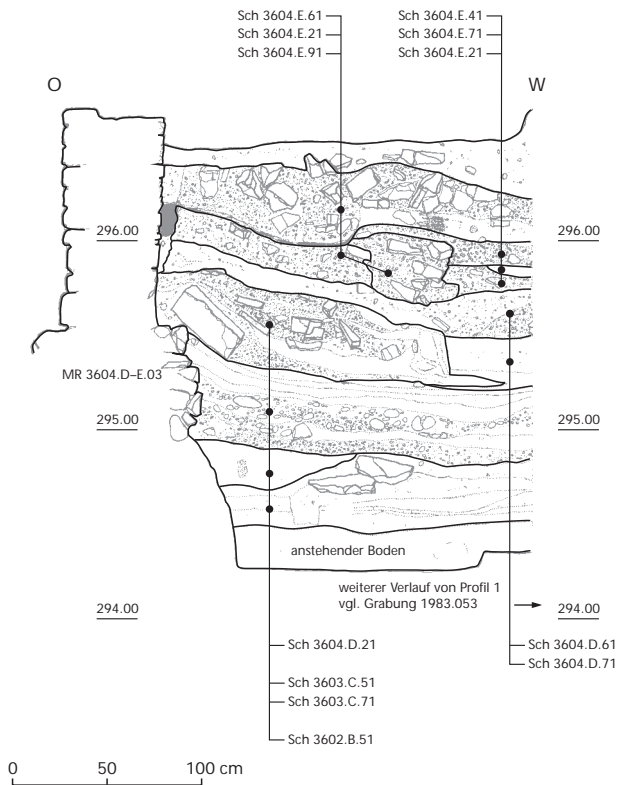 Sch 3604.E.61
Sch 3604.E.21
Sch 3604.E.91
Sch 3604.E.41
Sch 3604.E.71
Sch 3604.E.21
O
W
296.00
296.00
MR 3604.D–E.03
295.00
295.00
anstehender Boden
weiterer Verlauf von Profil 1
vgl. Grabung 1983.053
294.00
294.00
Sch 3604.D.21
Sch 3604.D.61
Sch 3604.D.71
Sch 3603.C.51
Sch 3603.C.71
Sch 3602.B.51
0 50 100 cm